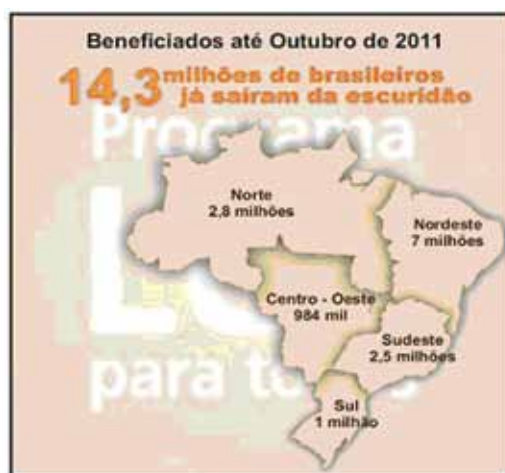 Beneficiados até Outubro de 2011
14,3 milhões de brasileiros
já saíram da escuridão
Programa
Norte
2,8 milhões
Nordeste
7 milhões
Centro - Oeste
984 mil
Sudeste
2,5 milhões
para
Sul
1 milhão